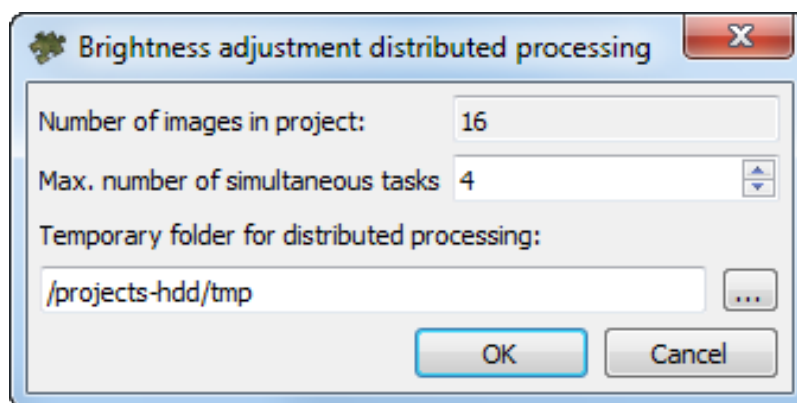 Brightness adjustment distributed processing
Number of images in project: 16
Max. number of simultaneous tasks 4
Temporary folder for distributed processing:
/projects-hdd/tmp ...
OK Cancel